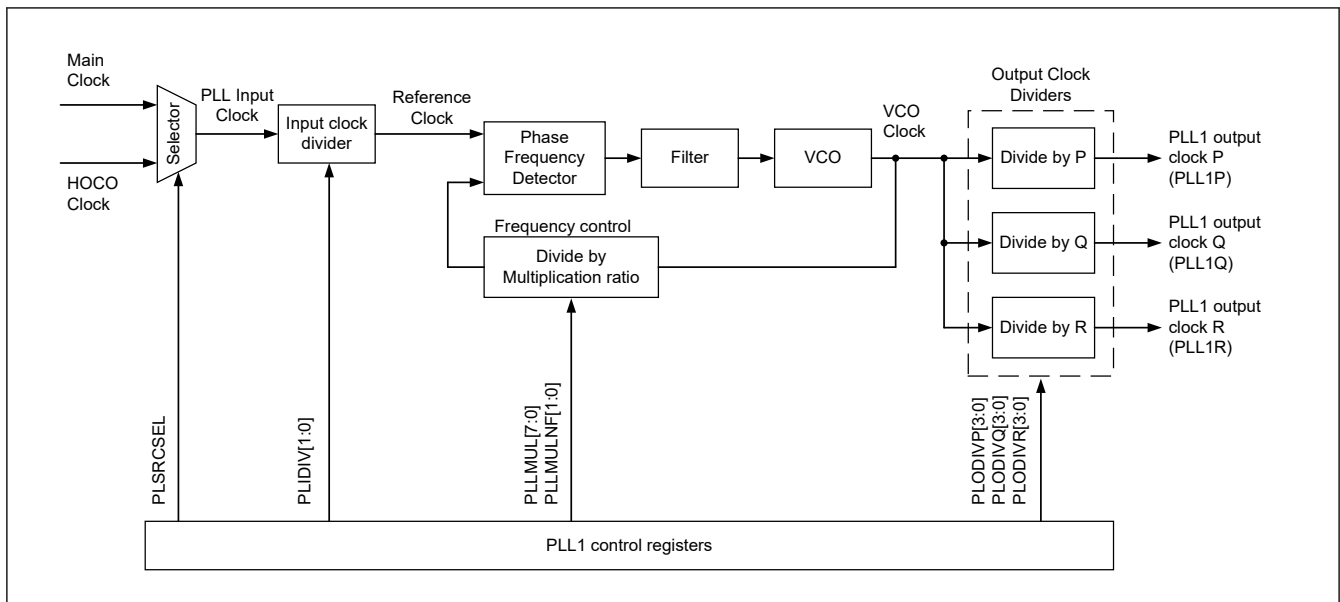 Main
Clock
HOCO
Clock
Selector
PLL Input
Clock
Input clock
divider
Reference
Clock
Phase
Frequency
Detector
Filter
VCO
VCO
Clock
Frequency control
Divide by
Multiplication ratio
Output Clock
Dividers
Divide by P
Divide by Q
Divide by R
PLL1 output
clock P
(PLL1P)
PLL1 output
clock Q
(PLL1Q)
PLL1 output
clock R
(PLL1R)
PLSRCSEL
PLIDIV[1:0]
PLLMUL[7:0]
PLLMULNF[1:0]
PLODIVP[3:0]
PLODIVQ[3:0]
PLODIVR[3:0]
PLL1 control registers